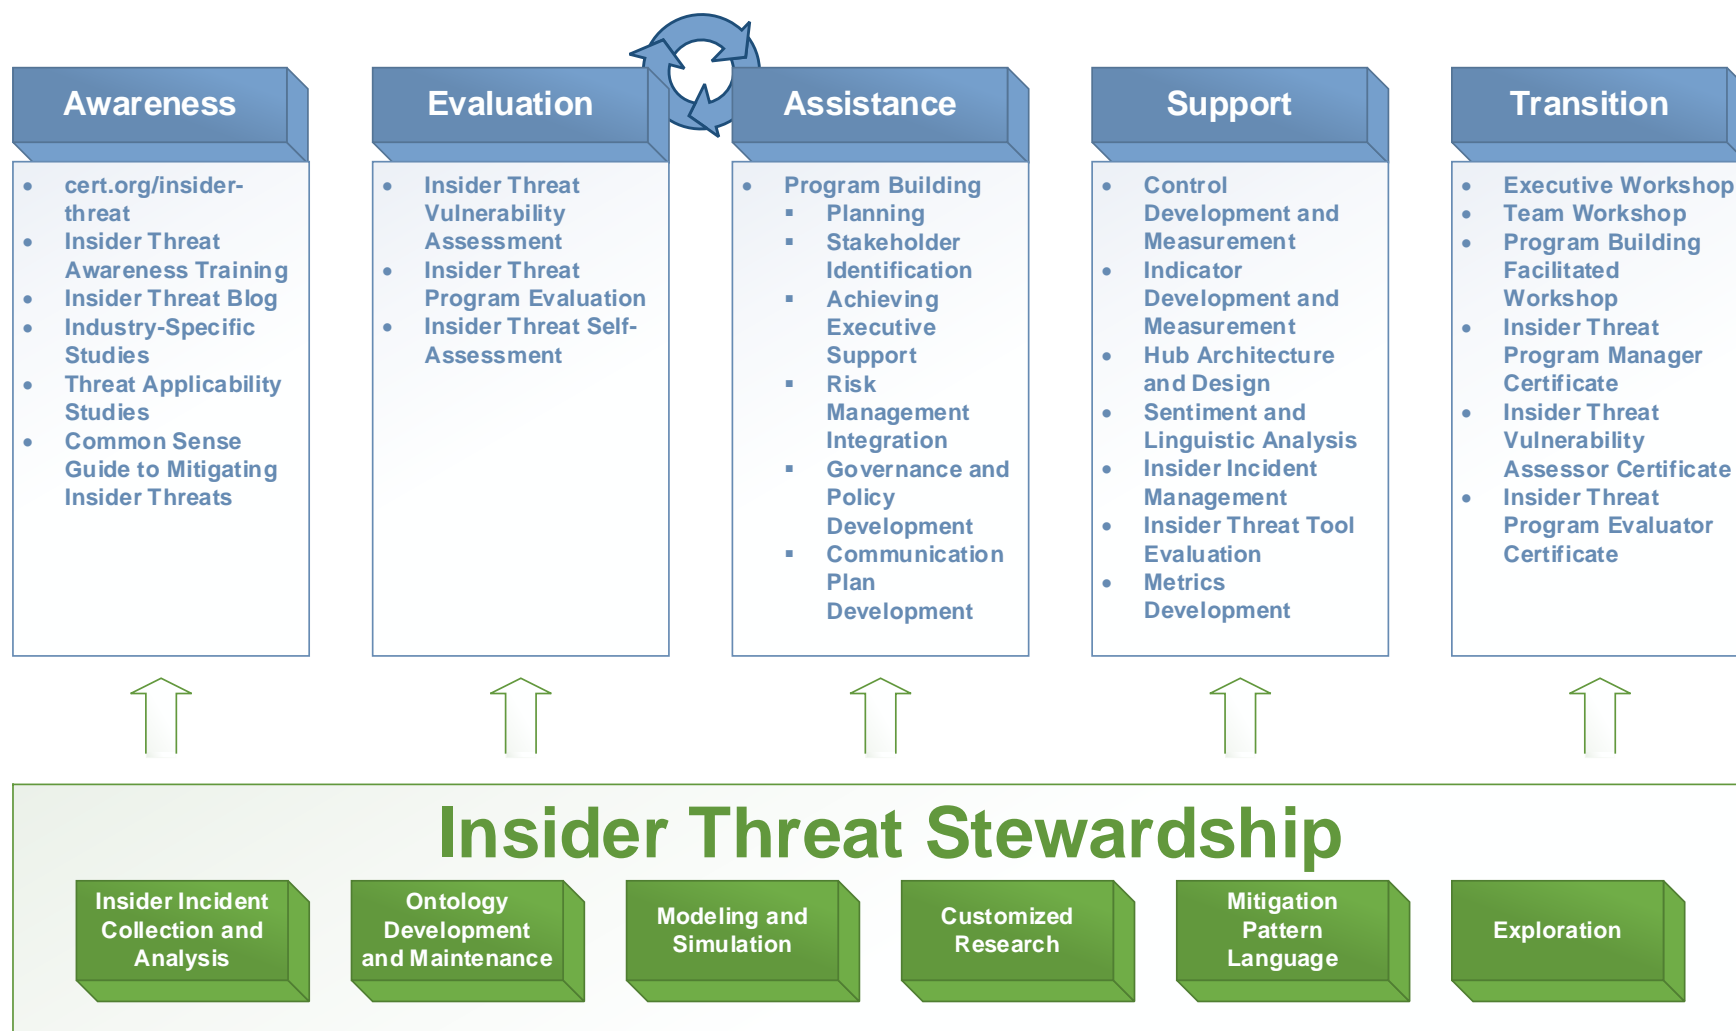 Awareness
cert.org/insider-
threat
Insider Threat
Awareness Training
Insider Threat Blog
Industry-Specific
Studies
Threat Applicability
Studies
Common Sense
Guide to Mitigating
Insider Threats
Evaluation
Insider Threat
Vulnerability
Assessment
Insider Threat
Program Evaluation
Insider Threat Self-
Assessment
Assistance
Program Building
Planning
Stakeholder
Identification
Achieving
Executive
Support
Risk
Management
Integration
Governance and
Policy
Development
Communication
Plan
Development
Support
Control
Development and
Measurement
Indicator
Development and
Measurement
Hub Architecture
and Design
Sentiment and
Linguistic Analysis
Insider Incident
Management
Insider Threat Tool
Evaluation
Metrics
Development
Transition
Executive Workshop
Team Workshop
Program Building
Facilitated
Workshop
Insider Threat
Program Manager
Certificate
Insider Threat
Vulnerability
Assessor Certificate
Insider Threat
Program Evaluator
Certificate
Insider Threat Stewardship
Insider Incident
Collection and
Analysis
Ontology
Development
and Maintenance
Modeling and
Simulation
Customized
Research
Mitigation
Pattern
Language
Exploration